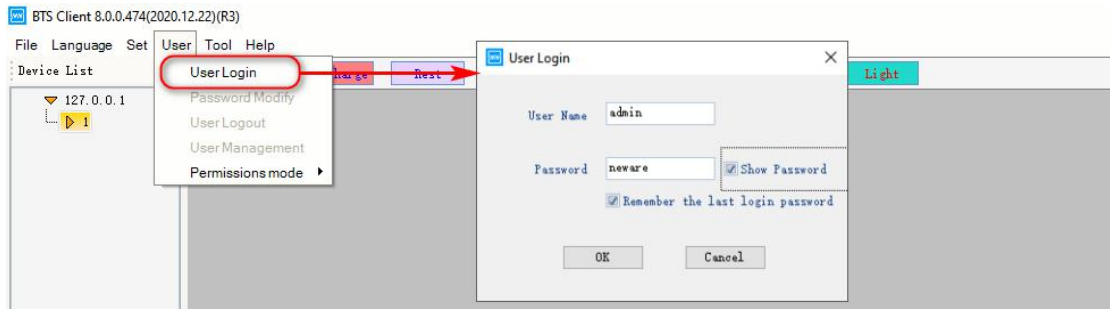 BTS Client 8.0.0.474(2020.12.22)(R3)
File Language Set User Tool Help
Device List
harge
Rest
Light
127.0.0.1
1
User Login
Password Modify
User Logout
User Management
Permissions mode
User Login
User Name admin
Password neware Show Password
Remember the last login password
OK Cancel